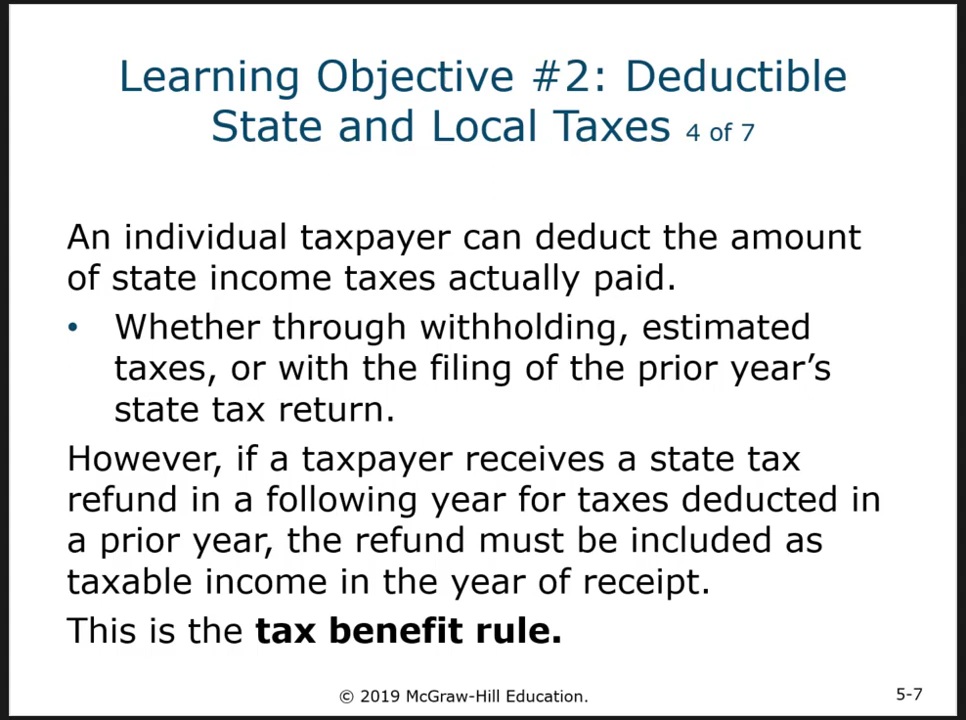 Learning Objective #2: Deductible
State and Local Taxes 4 of 7
An individual taxpayer can deduct the amount
of state income taxes actually paid.
• Whether through withholding, estimated
taxes, or with the filing of the prior year’s
state tax return.
However, if a taxpayer receives a state tax
refund in a following year for taxes deducted in
a prior year, the refund must be included as
taxable income in the year of receipt.
This is the tax benefit rule.
© 2019 McGraw-Hill Education.
5-7